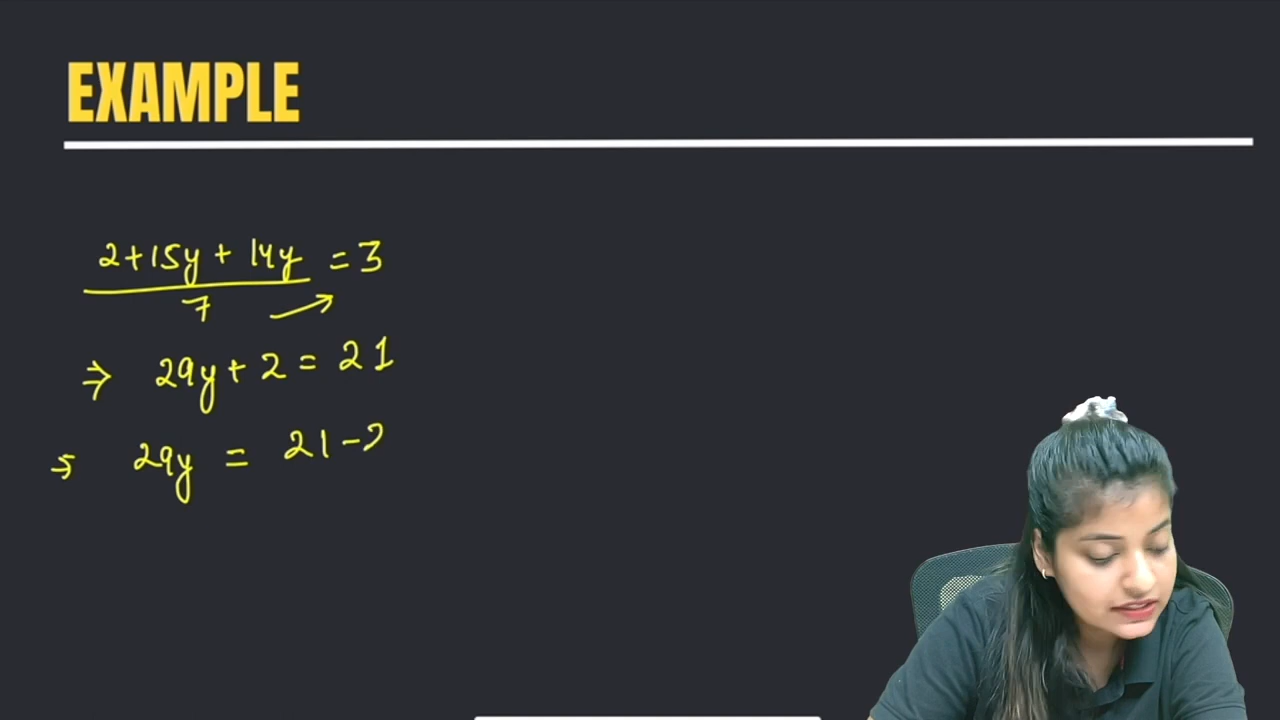 EXAMPLE
2+15y+14y/7 = 3
⇒ 29y+2 = 21
⇒ 29y = 21-2